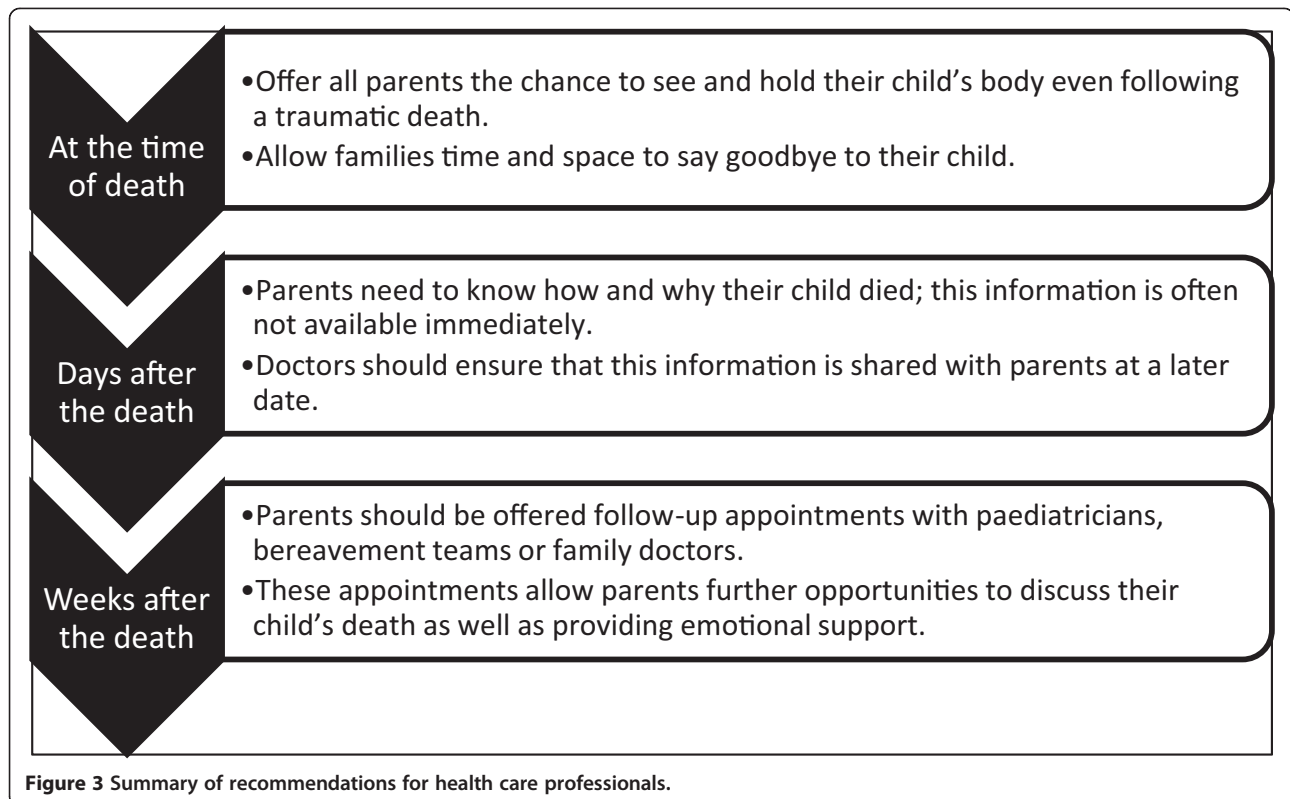 At the time
of death
•Offer all parents the chance to see and hold their child's body even following
a traumatic death.
•Allow families time and space to say goodbye to their child.
Days after
the death
•Parents need to know how and why their child died; this information is often
not available immediately.
•Doctors should ensure that this information is shared with parents at a later
date.
Weeks after
the death
•Parents should be offered follow-up appointments with paediatricians,
bereavement teams or family doctors.
•These appointments allow parents further opportunities to discuss their
child's death as well as providing emotional support.
Figure 3 Summary of recommendations for health care professionals.